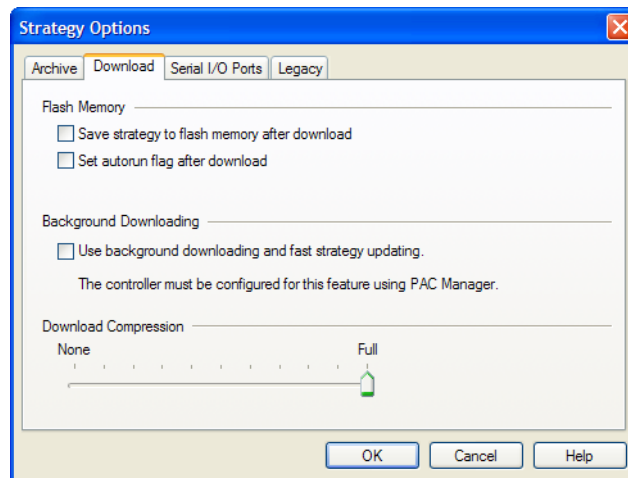 Strategy Options
Archive Download Serial I/O Ports Legacy
Flash Memory
Save strategy to flash memory after download
Set autorun flag after download
Background Downloading
Use background downloading and fast strategy updating.
The controller must be configured for this feature using PAC Manager.
Download Compression
None Full
OK Cancel Help